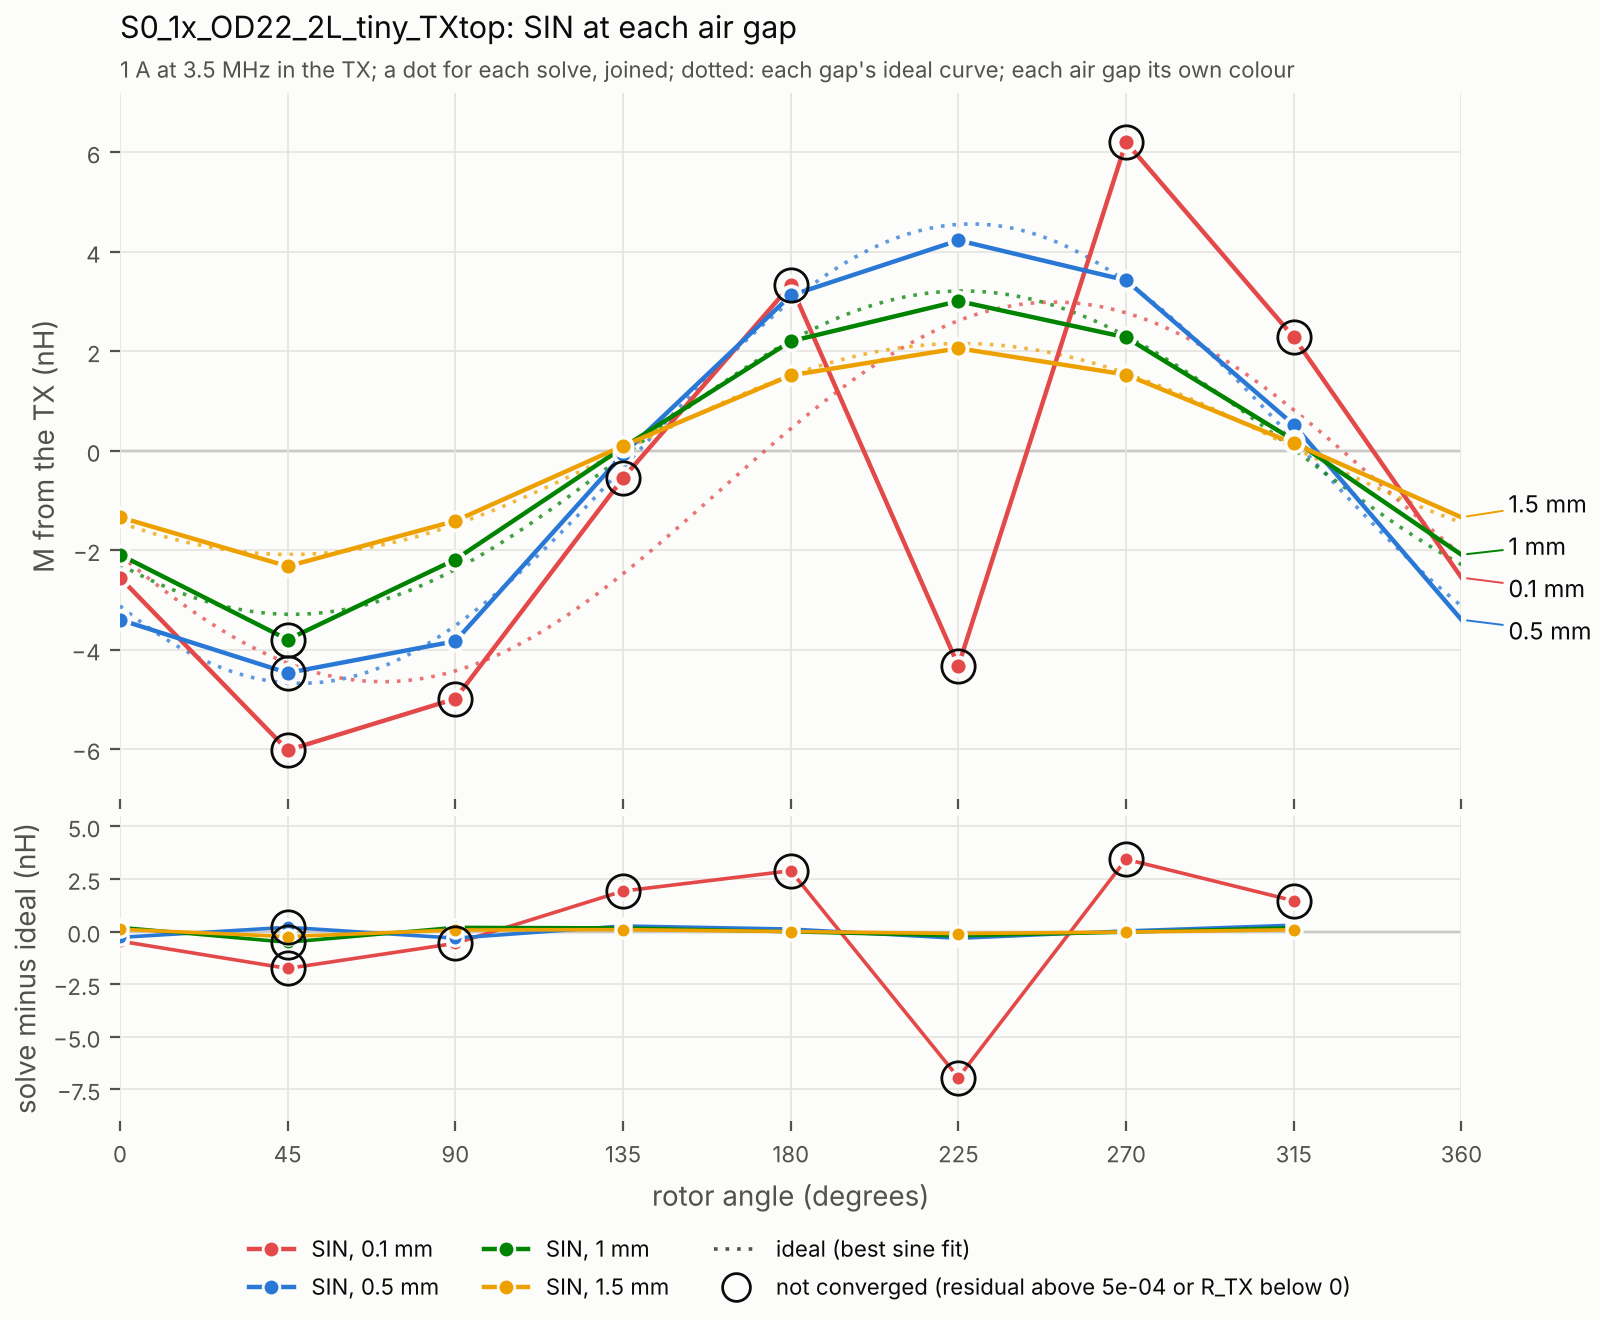 S0_1x_OD22_2L_tiny_TXtop: SIN at each air gap
1 A at 3.5 MHz in the TX; a dot for each solve, joined; dotted: each gap's ideal curve; each air gap its own colour
M from the TX (nH)
6
4
2
0
−2
−4
−6
1.5 mm
1 mm
0.1 mm
0.5 mm
solve minus ideal (nH)
5.0
2.5
0.0
−2.5
−5.0
−7.5
0 45 90 135 180 225 270 315 360
rotor angle (degrees)
SIN, 0.1 mm
SIN, 0.5 mm
SIN, 1 mm
SIN, 1.5 mm
ideal (best sine fit)
not converged (residual above 5e-04 or R_TX below 0)